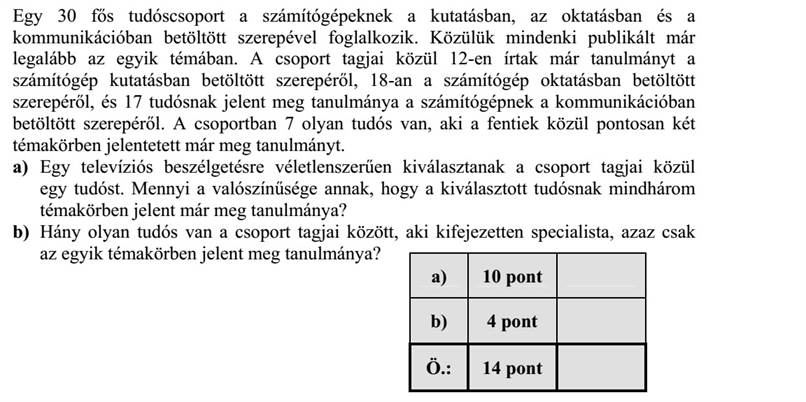 Egy 30 fős tudóscsoport a számítógépeknek a kutatásban, az oktatásban és a
kommunikációban betöltött szerepével foglalkozik. Közülük mindenki publikált már
legalább az egyik témában. A csoport tagjai közül 12-en írtak már tanulmányt a
számítógép kutatásban betöltött szerepéről, 18-an a számítógép oktatásban betöltött
szerepéről, és 17 tudósnak jelent meg tanulmánya a számítógépnek a kommunikációban
betöltött szerepéről. A csoportban 7 olyan tudós van, aki a fentiek közül pontosan két
témakörben jelentetett már meg tanulmányt.
a) Egy televíziós beszélgetésre véletlenszerűen kiválasztanak a csoport tagjai közül
egy tudóst. Mennyi a valószínűsége annak, hogy a kiválasztott tudósnak mindhárom
témakörben jelent már meg tanulmánya?
b) Hány olyan tudós van a csoport tagjai között, aki kifejezetten specialista, azaz csak
az egyik témakörben jelent meg tanulmánya?
a) 10 pont
b) 4 pont
Ö.: 14 pont